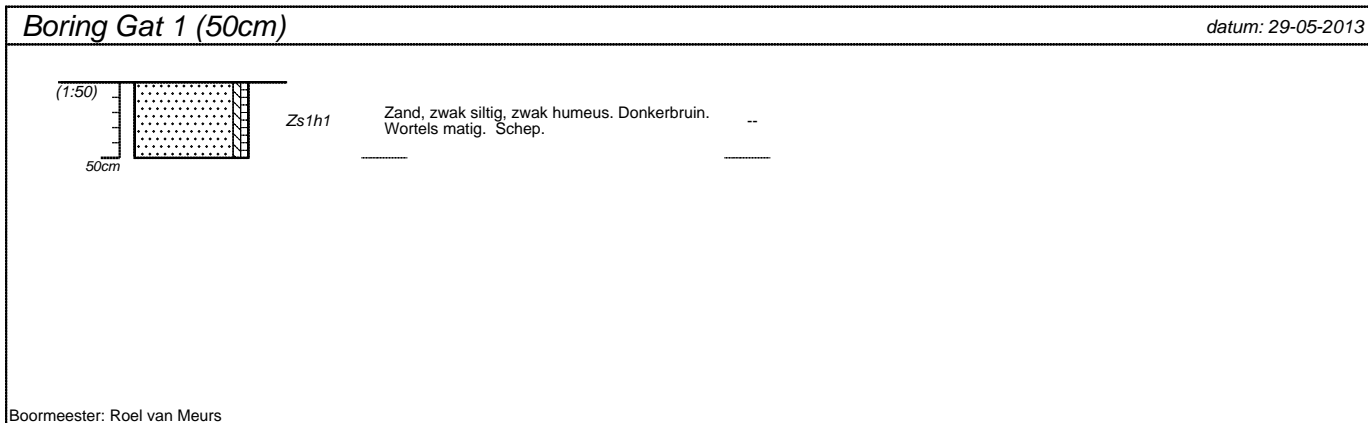 Boring Gat 1 (50cm)
datum: 29-05-2013
(1:50)
Zs1h1
Zand, zwak siltig, zwak humeus. Donkerbruin.
Wortels matig. Schep.
--
50cm
Boormeester: Roel van Meurs